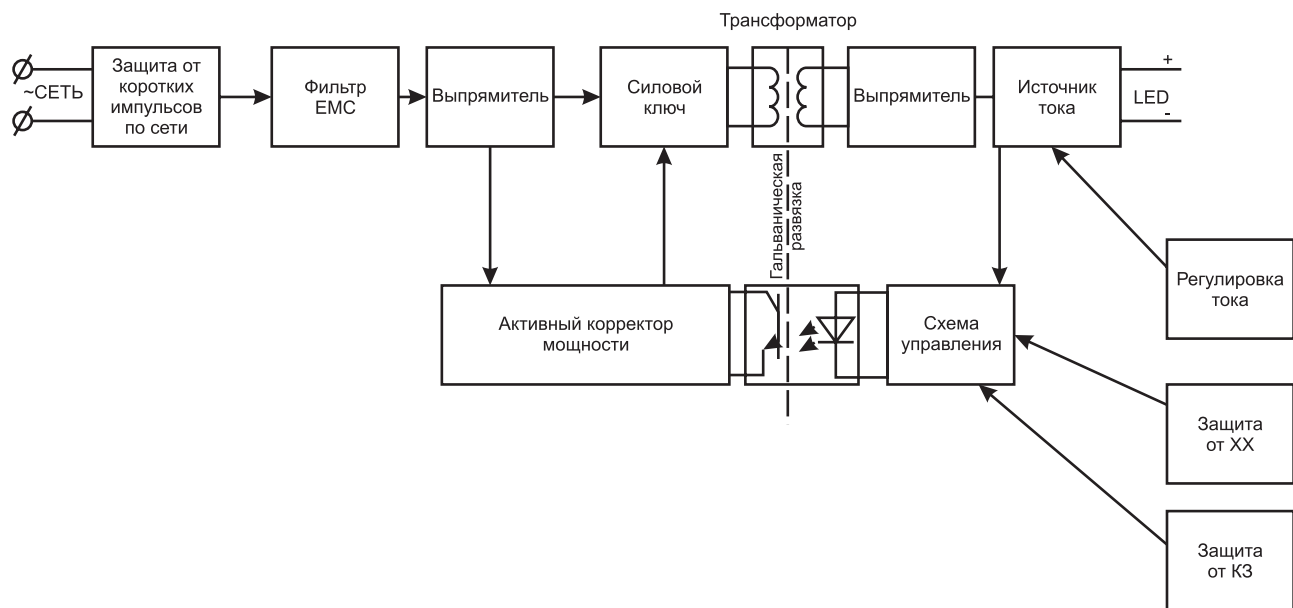 Трансформатор
~СЕТЬ
Защита от
коротких
импульсов
по сети
Фильтр
EMC
Выпрямитель
Силовой
ключ
Выпрямитель
Источник
тока
+
LED
-
Гальваническая
развязка
Регулировка
тока
Активный корректор
мощности
Схема
управления
Защита
от ХХ
Защита
от КЗ